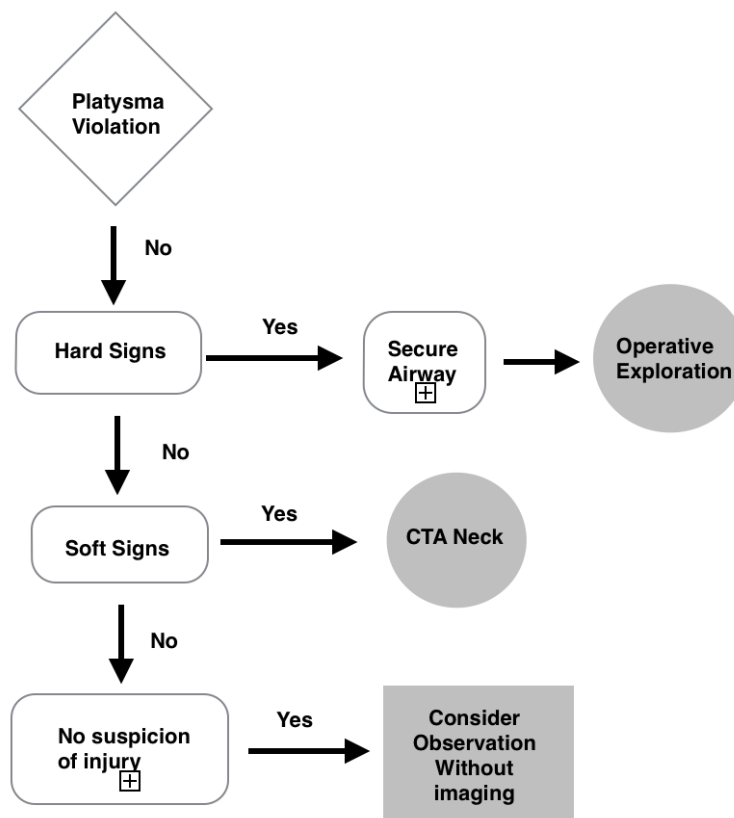 Platysma
Violation
No
Hard Signs
Yes
Secure
Airway
Operative
Exploration
No
Soft Signs
Yes
CTA Neck
No
No suspicion
of injury
Yes
Consider
Observation
Without
imaging